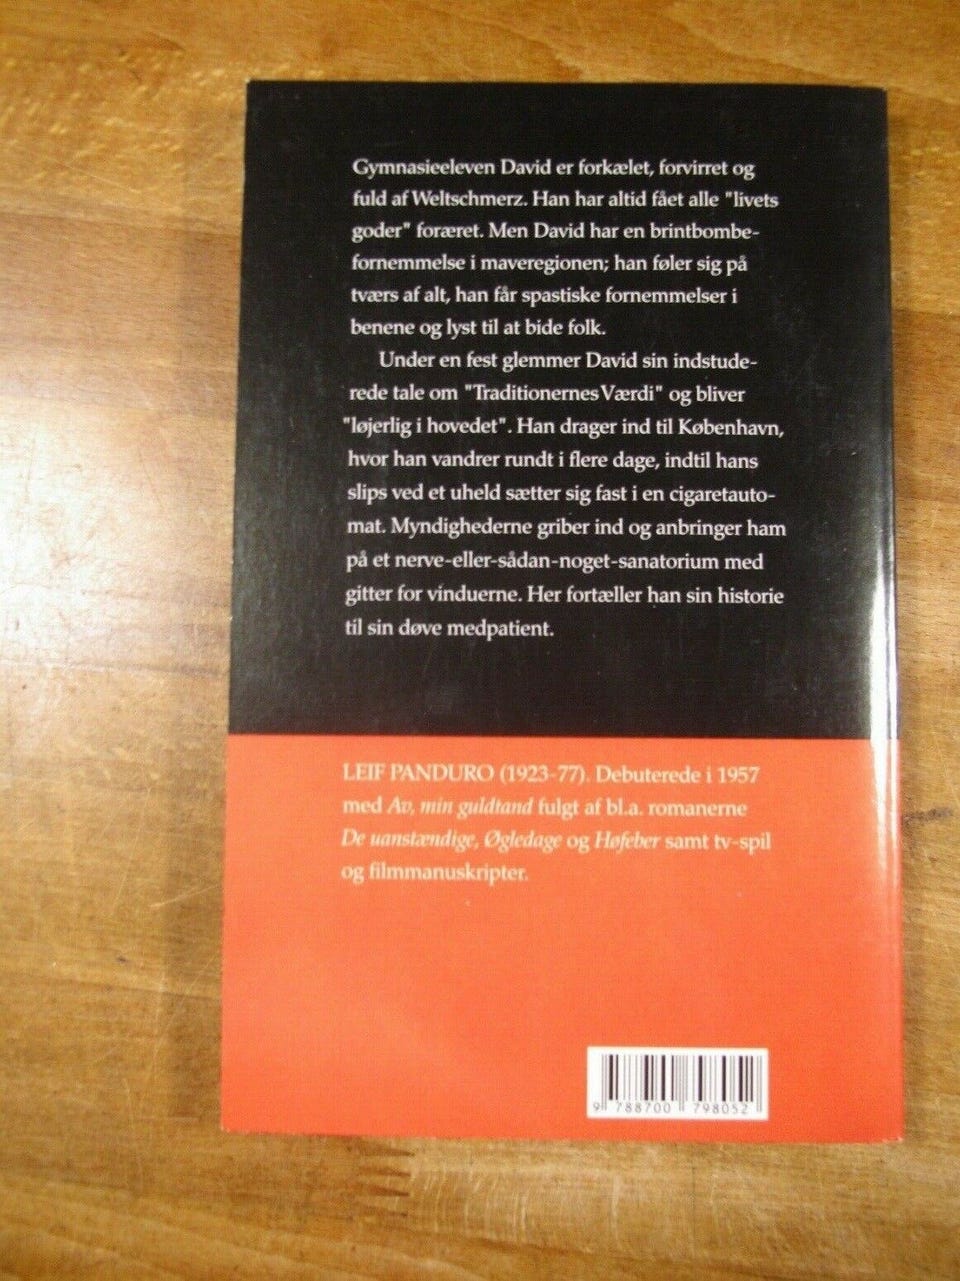 Gymnasieeleven David er forkælet, forvirret og
fuld af Weltschmerz. Han har altid fået alle "livets
goder" foræret. Men David har en brintbombe-
fornemmelse i maveregionen; han føler sig på
tværs af alt, han får spastiske fornemmelser i
benene og lyst til at bide folk.
Under en fest glemmer David sin indstude-
rede tale om "Traditionernes Værdi" og bliver
"løjerlig i hovedet". Han drager ind til København,
hvor han vandrer rundt i flere dage, indtil hans
slips ved et uheld sætter sig fast i en cigaretauto-
mat. Myndighederne griber ind og anbringer ham
på et nerve-eller-sådan-noget-sanatorium med
gitter for vinduerne. Her fortæller han sin historie
til sin døve medpatient.
LEIF PANDURO (1923-77). Debuterede i 1957
med Av, min guldtand fulgt af bl.a. romanerne
De uanstændige, Øgledage og Høfeber samt tv-spil
og filmmanuskripter.
9 788700 798052